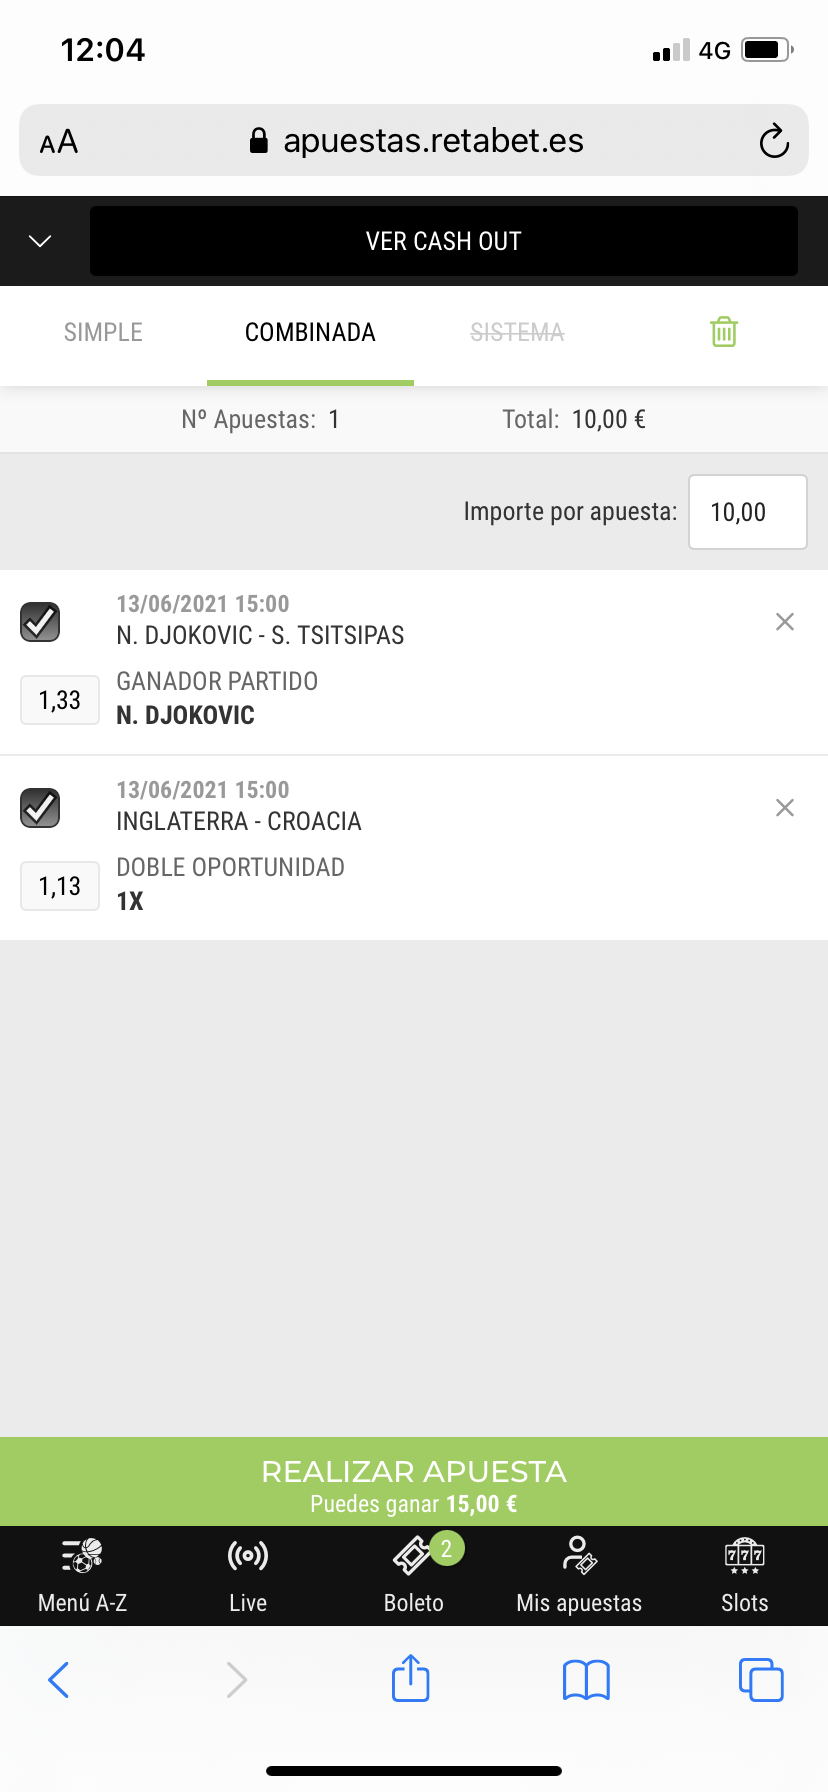 12:04
4G
AA
apuestas.retabet.es
VER CASH OUT
SIMPLE
COMBINADA
SISTEMA
Nº Apuestas: 1
Total: 10,00 €
Importe por apuesta:
10,00
13/06/2021 15:00
N. DJOKOVIC - S. TSITSIPAS
1,33
GANADOR PARTIDO
N. DJOKOVIC
13/06/2021 15:00
INGLATERRA - CROACIA
1,13
DOBLE OPORTUNIDAD
1X
REALIZAR APUESTA
Puedes ganar 15,00 €
2
777
Menú A-Z
Live
Boleto
Mis apuestas
Slots